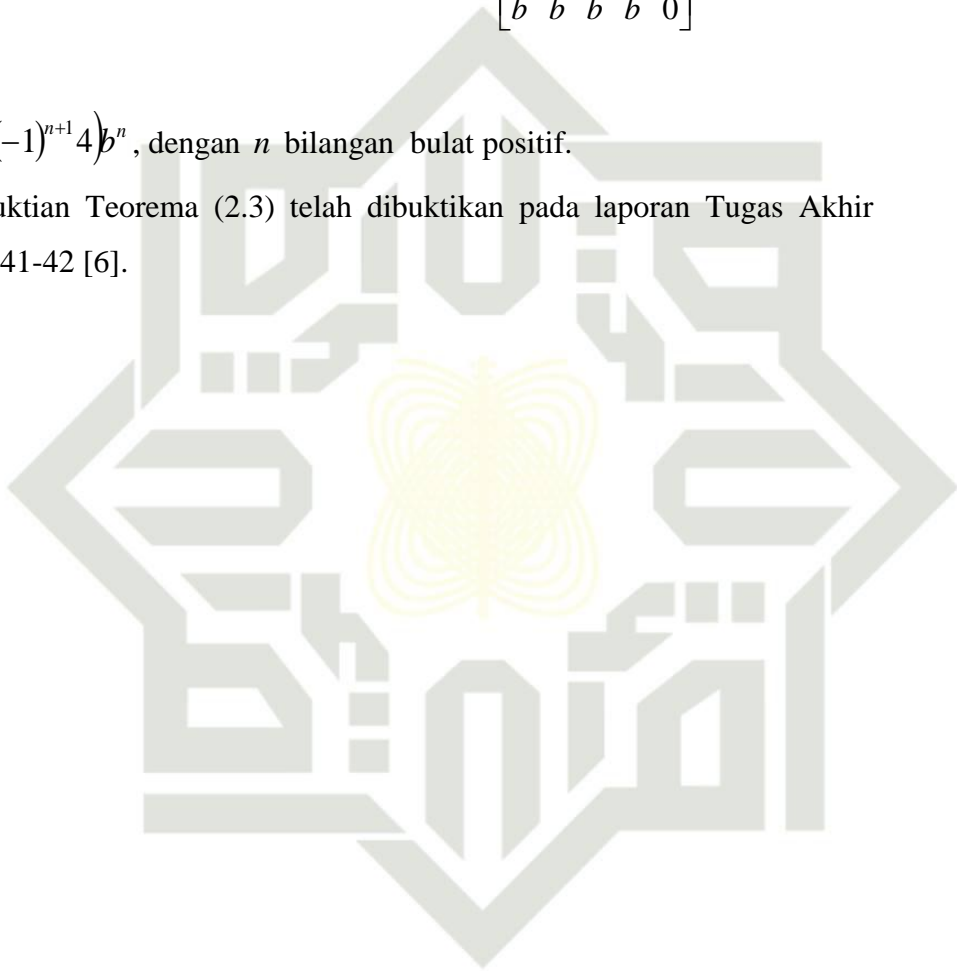 [b b b b 0]
−1)ⁿ⁺¹ 4)bⁿ, dengan n bilangan bulat positif.
uktian Teorema (2.3) telah dibuktikan pada laporan Tugas Akhir
41-42 [6].